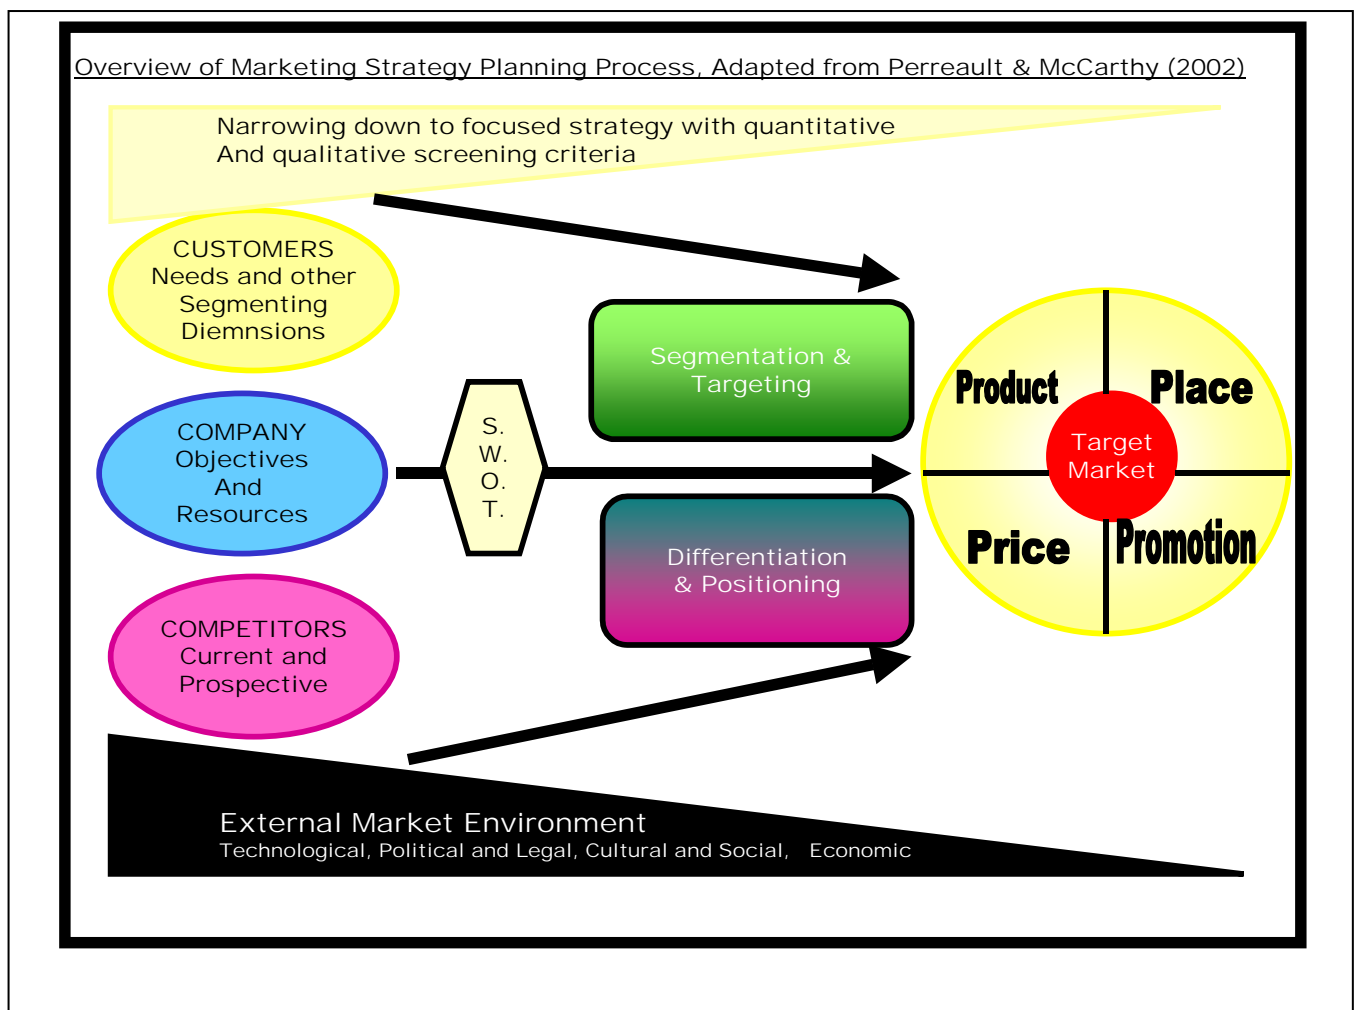 Overview of Marketing Strategy Planning Process, Adapted from Perreault & McCarthy (2002)
Narrowing down to focused strategy with quantitative
And qualitative screening criteria
CUSTOMERS
Needs and other
Segmenting
Diemnsions
COMPANY
Objectives
And
Resources
COMPETITORS
Current and
Prospective
S.
W.
O.
T.
Segmentation &
Targeting
Differentiation
& Positioning
Product
Place
Target
Market
Price
Promotion
External Market Environment
Technological, Political and Legal, Cultural and Social, Economic